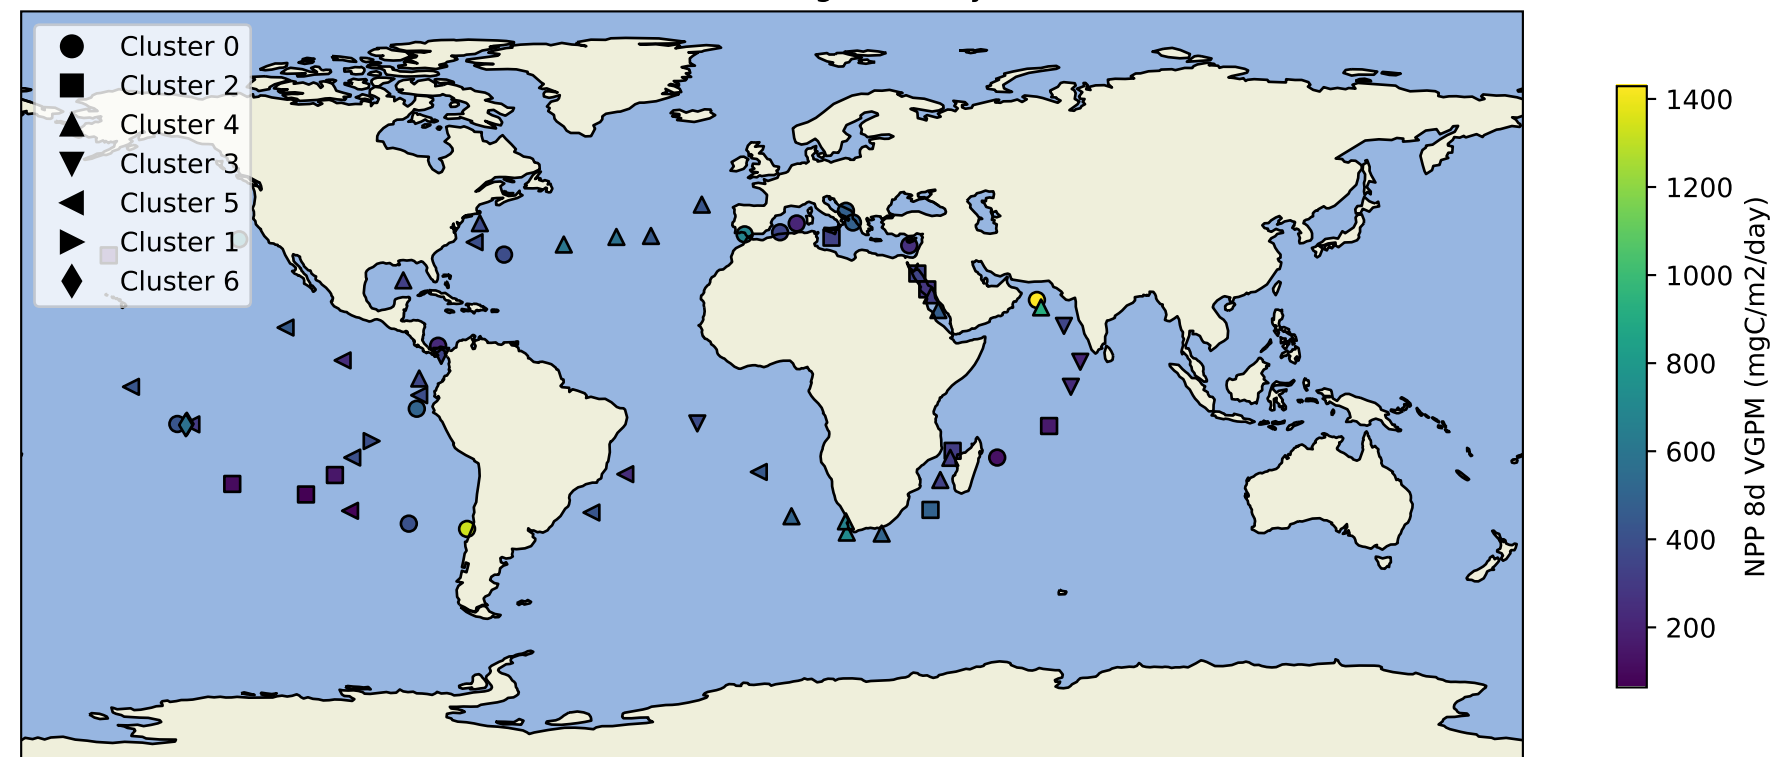 Cluster 0
Cluster 2
Cluster 4
Cluster 3
Cluster 5
Cluster 1
Cluster 6
1400
1200
1000
800
600
400
200
NPP 8d VGPM (mgC/m2/day)